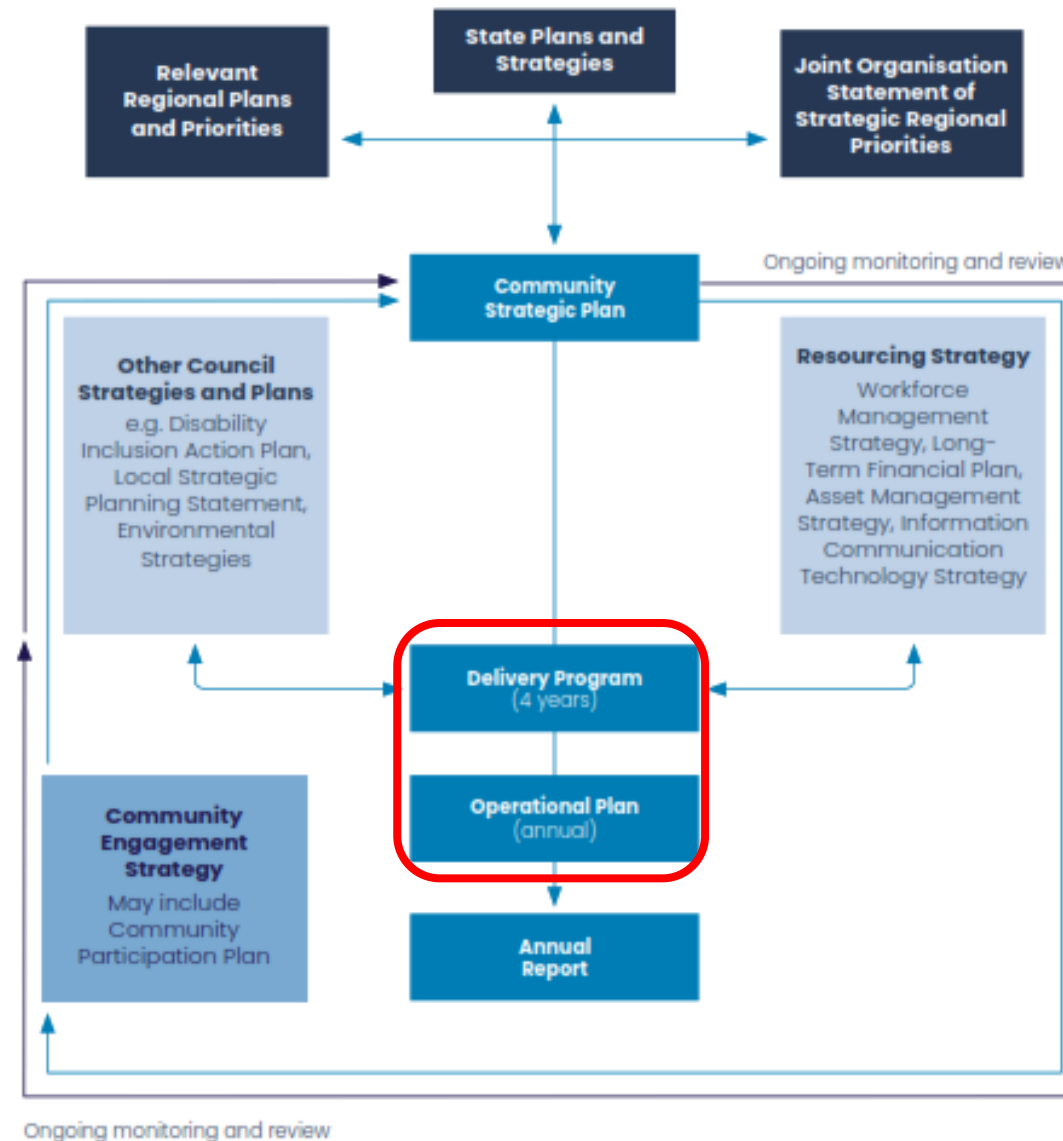 State Plans and
Strategies
Relevant
Regional Plans
and Priorities
Joint Organisation
Statement of
Strategic Regional
Priorities
Ongoing monitoring and review
Community
Strategic Plan
Other Council
Strategies and Plans
e.g. Disability
Inclusion Action Plan,
Local Strategic
Planning Statement,
Environmental
Strategies
Resourcing Strategy
Workforce
Management
Strategy, Long-
Term Financial Plan,
Asset Management
Strategy, Information
Communication
Technology Strategy
Delivery Program
(4 years)
Operational Plan
(annual)
Community
Engagement
Strategy
May include
Community
Participation Plan
Annual
Report
Ongoing monitoring and review